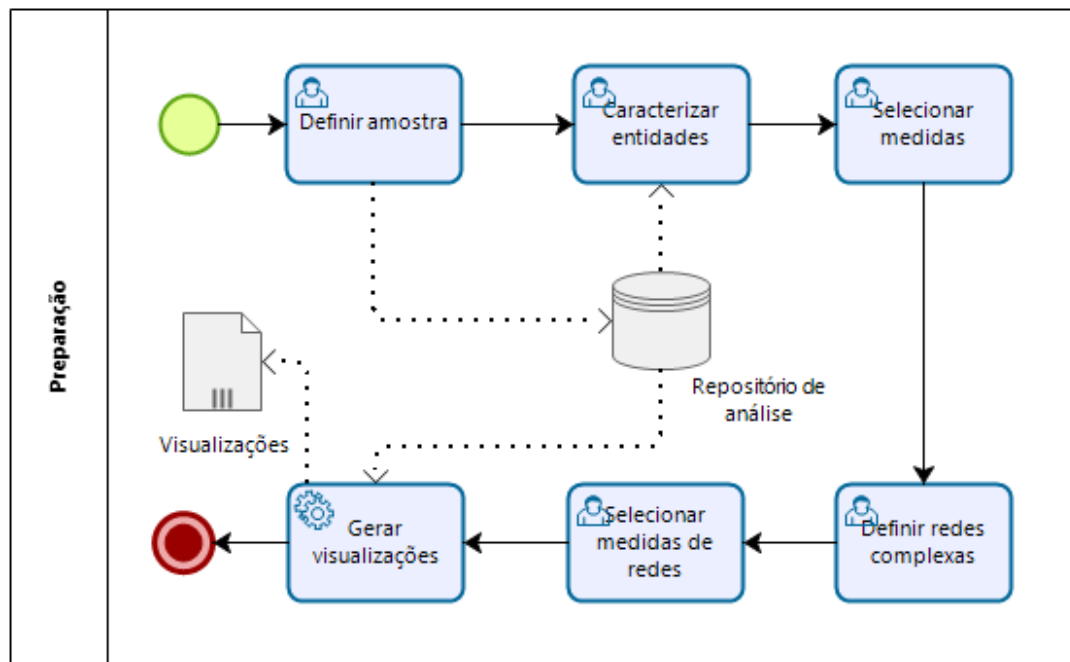 Preparação
Definir amostra
Caracterizar
entidades
Selecionar
medidas
Repositório de
análise
Visualizações
Gerar
visualizações
Selecionar
medidas de
redes
Definir redes
complexas